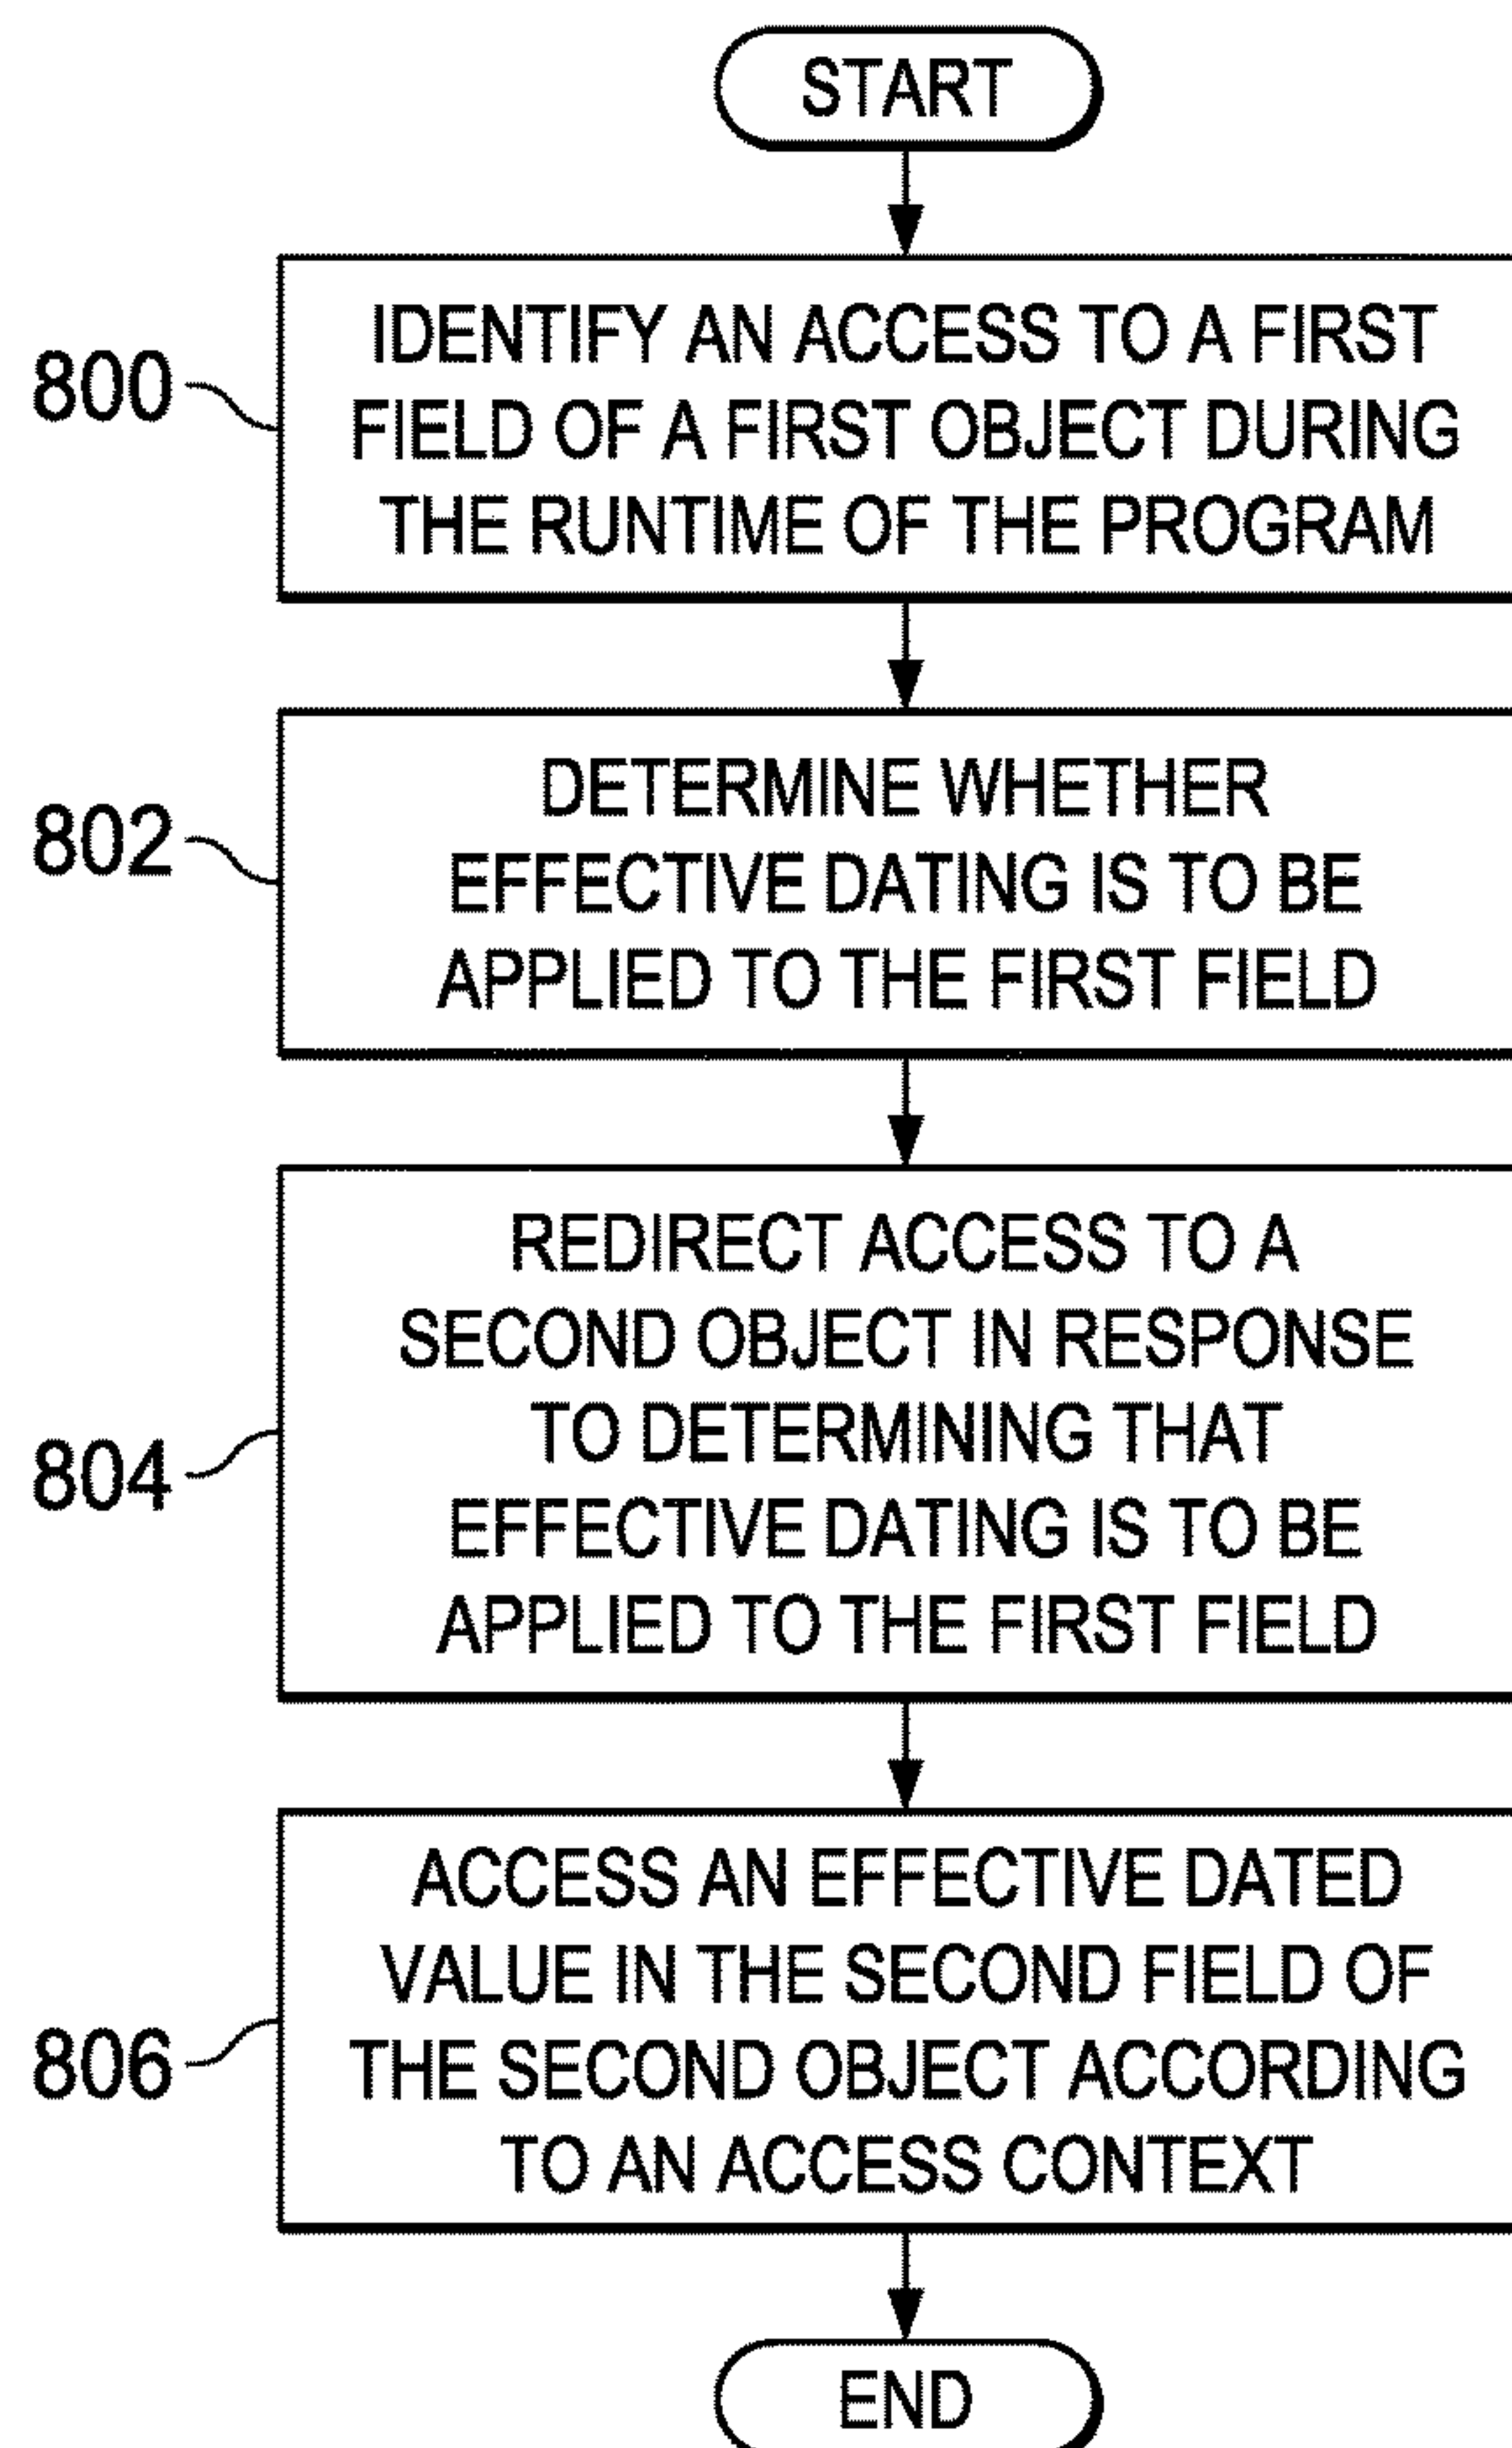 START
800
IDENTIFY AN ACCESS TO A FIRST
FIELD OF A FIRST OBJECT DURING
THE RUNTIME OF THE PROGRAM
802
DETERMINE WHETHER
EFFECTIVE DATING IS TO BE
APPLIED TO THE FIRST FIELD
804
REDIRECT ACCESS TO A
SECOND OBJECT IN RESPONSE
TO DETERMINING THAT
EFFECTIVE DATING IS TO BE
APPLIED TO THE FIRST FIELD
806
ACCESS AN EFFECTIVE DATED
VALUE IN THE SECOND FIELD OF
THE SECOND OBJECT ACCORDING
TO AN ACCESS CONTEXT
END